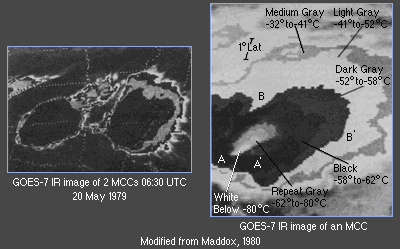 Medium Gray
-32°to-41°C
Light Gray
-41°to-52°C
1°Lat
Dark Gray
-52°to-58°C
B
B'
A
A'
Black
-58°to-62°C
Repeat Gray
-62°to-80°C
White
Below -80°C
GOES-7 IR image of 2 MCCs 06:30 UTC
20 May 1979
GOES-7 IR image of an MCC
Modified from Maddox, 1980